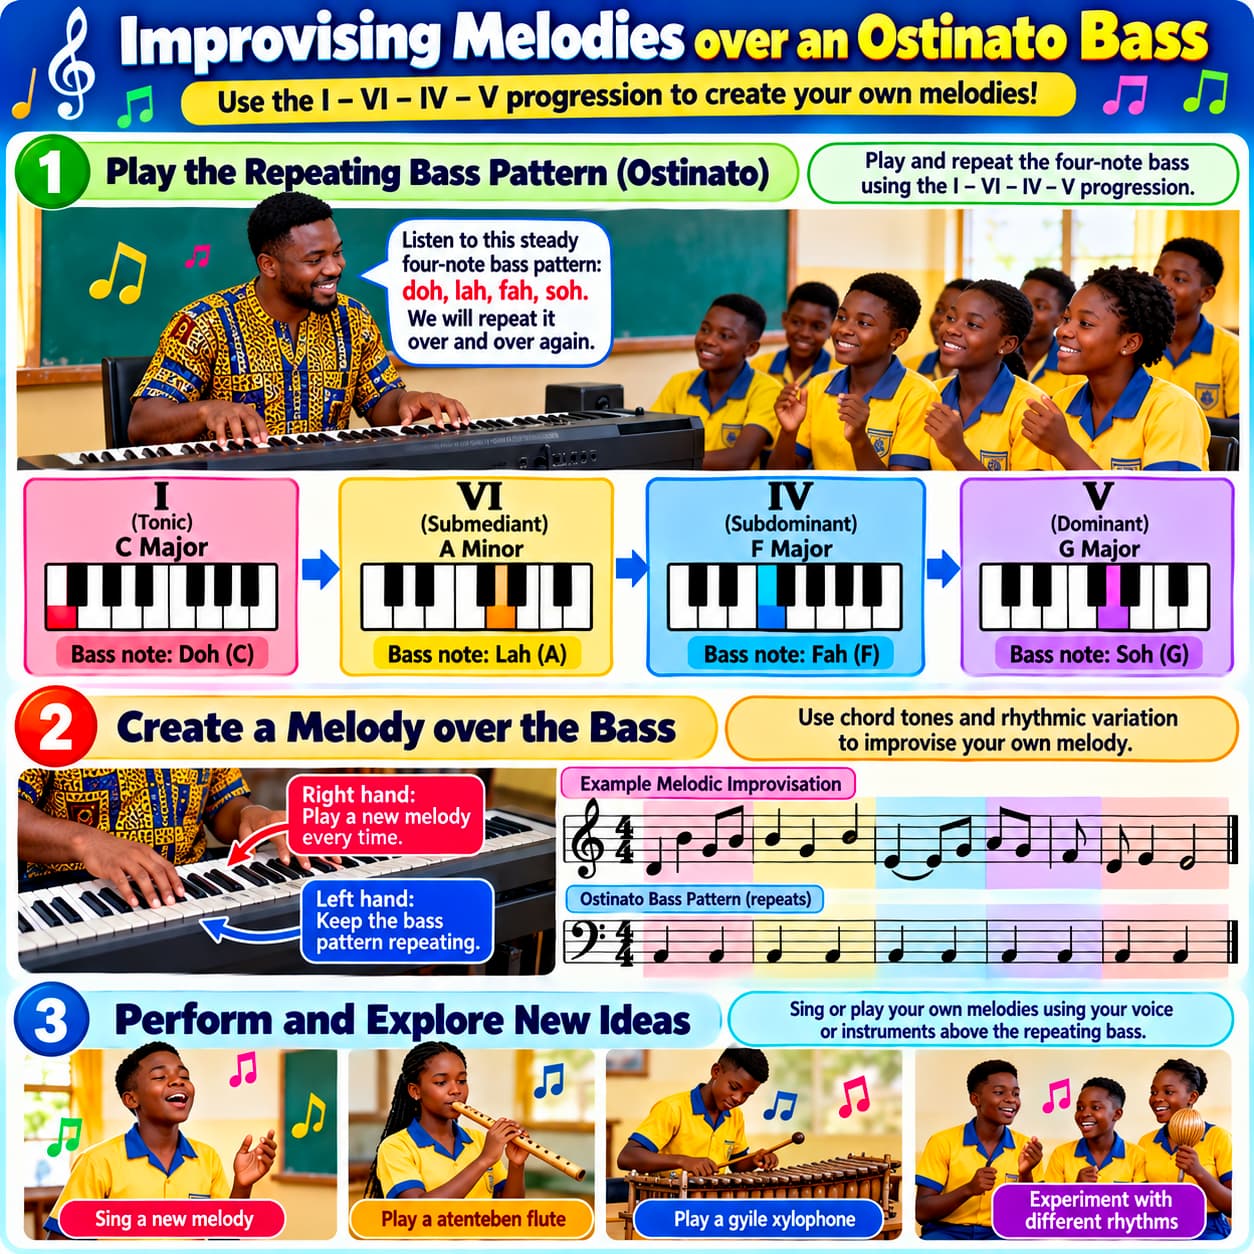 Improvising Melodies over an Ostinato Bass
Use the I – VI – IV – V progression to create your own melodies!
1
Play the Repeating Bass Pattern (Ostinato)
Play and repeat the four-note bass
using the I – VI – IV – V progression.
Listen to this steady
four-note bass pattern:
doh, lah, fah, soh.
We will repeat it
over and over again.
I
(Tonic)
C Major
Bass note: Doh (C)
VI
(Submediant)
A Minor
Bass note: Lah (A)
IV
(Subdominant)
F Major
Bass note: Fah (F)
V
(Dominant)
G Major
Bass note: Soh (G)
2
Create a Melody over the Bass
Use chord tones and rhythmic variation
to improvise your own melody.
Right hand:
Play a new melody
every time.
Left hand:
Keep the bass
pattern repeating.
Example Melodic Improvisation
4
4
Ostinato Bass Pattern (repeats)
4
4
3
Perform and Explore New Ideas
Sing or play your own melodies using your voice
or instruments above the repeating bass.
Sing a new melody
Play a atenteben flute
Play a gyile xylophone
Experiment with
different rhythms